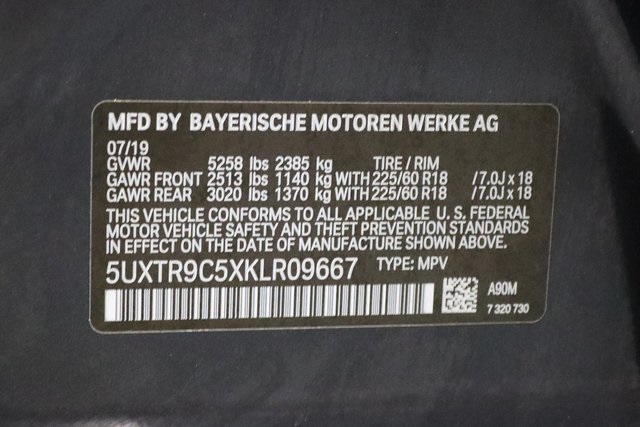 MFD BY BAYERISCHE MOTOREN WERKE AG
07/19
GVWR 5258 lbs 2385 kg TIRE / RIM
GAWR FRONT 2513 lbs 1140 kg WITH 225/60 R18 /7.0J x 18
GAWR REAR 3020 lbs 1370 kg WITH 225/60 R18 /7.0J x 18
THIS VEHICLE CONFORMS TO ALL APPLICABLE U. S. FEDERAL
MOTOR VEHICLE SAFETY AND THEFT PREVENTION STANDARDS
IN EFFECT ON THE DATE OF MANUFACTURE SHOWN ABOVE.
5UXTR9C5XKLR09667 TYPE: MPV
A90M
7 320 730